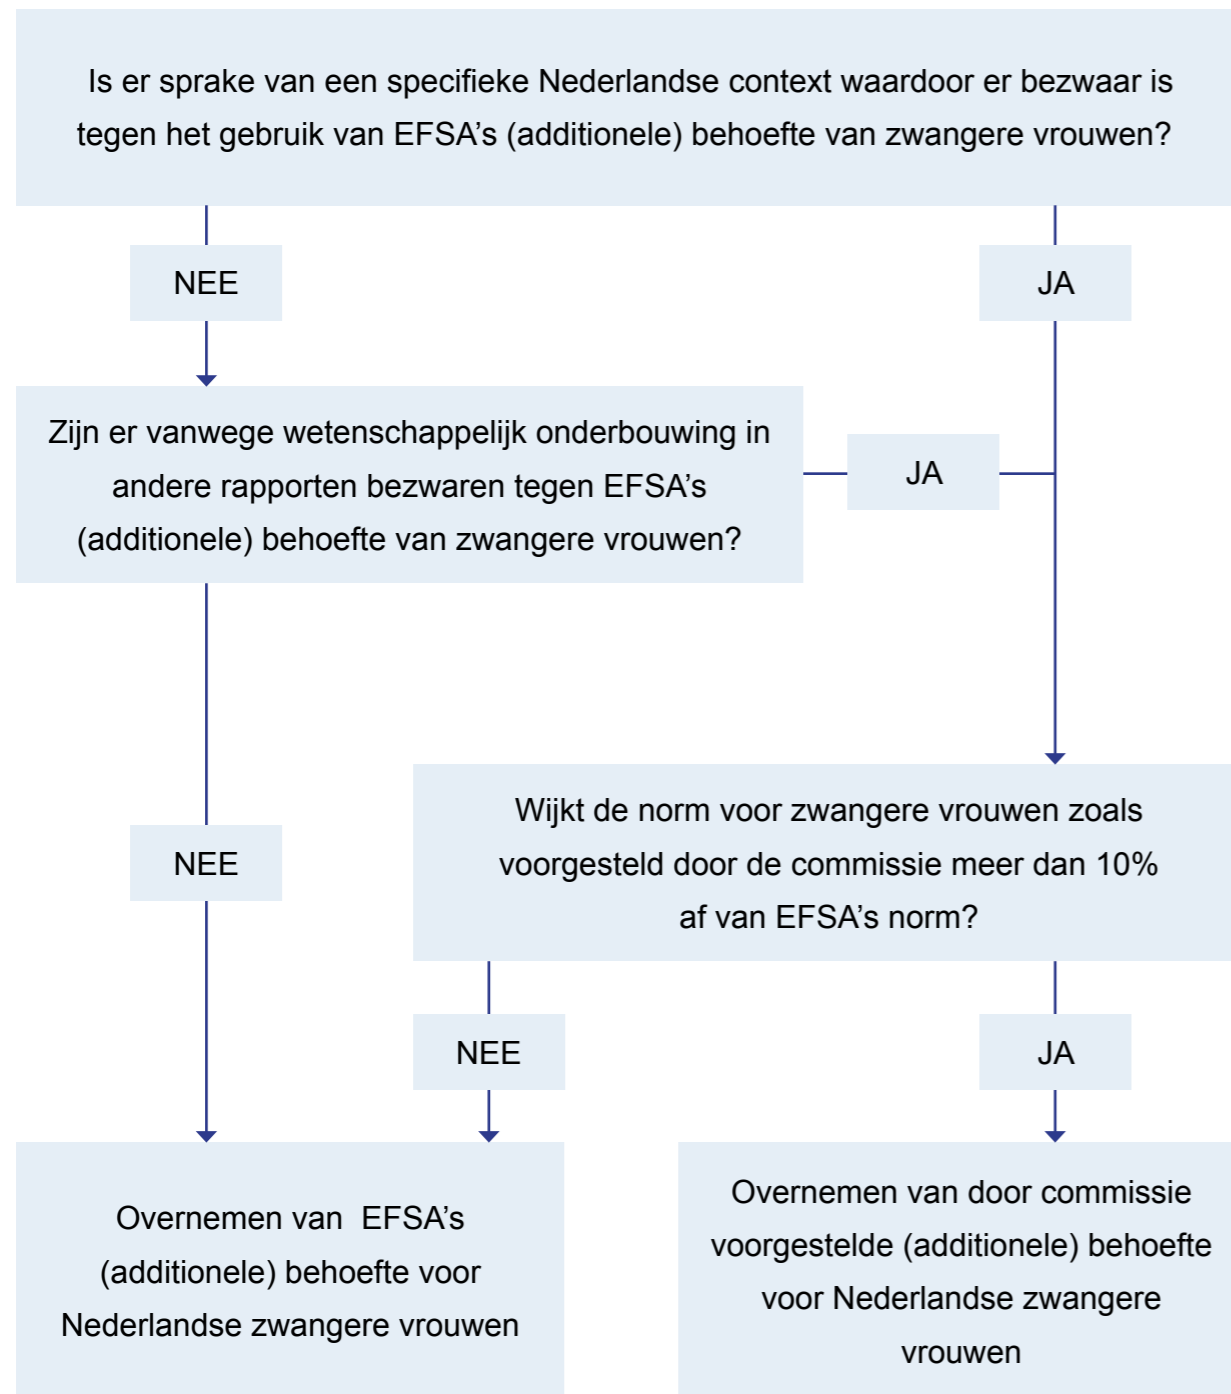 Is er sprake van een specifieke Nederlandse context waardoor er bezwaar is
tegen het gebruik van EFSA’s (additionele) behoefte van zwangere vrouwen?
NEE
JA
Zijn er vanwege wetenschappelijk onderbouwing in
andere rapporten bezwaren tegen EFSA’s
(additionele) behoefte van zwangere vrouwen?
JA
NEE
Wijkt de norm voor zwangere vrouwen zoals
voorgesteld door de commissie meer dan 10%
af van EFSA’s norm?
NEE
JA
Overnemen van EFSA’s
(additionele) behoefte voor
Nederlandse zwangere vrouwen
Overnemen van door commissie
voorgestelde (additionele) behoefte
voor Nederlandse zwangere
vrouwen